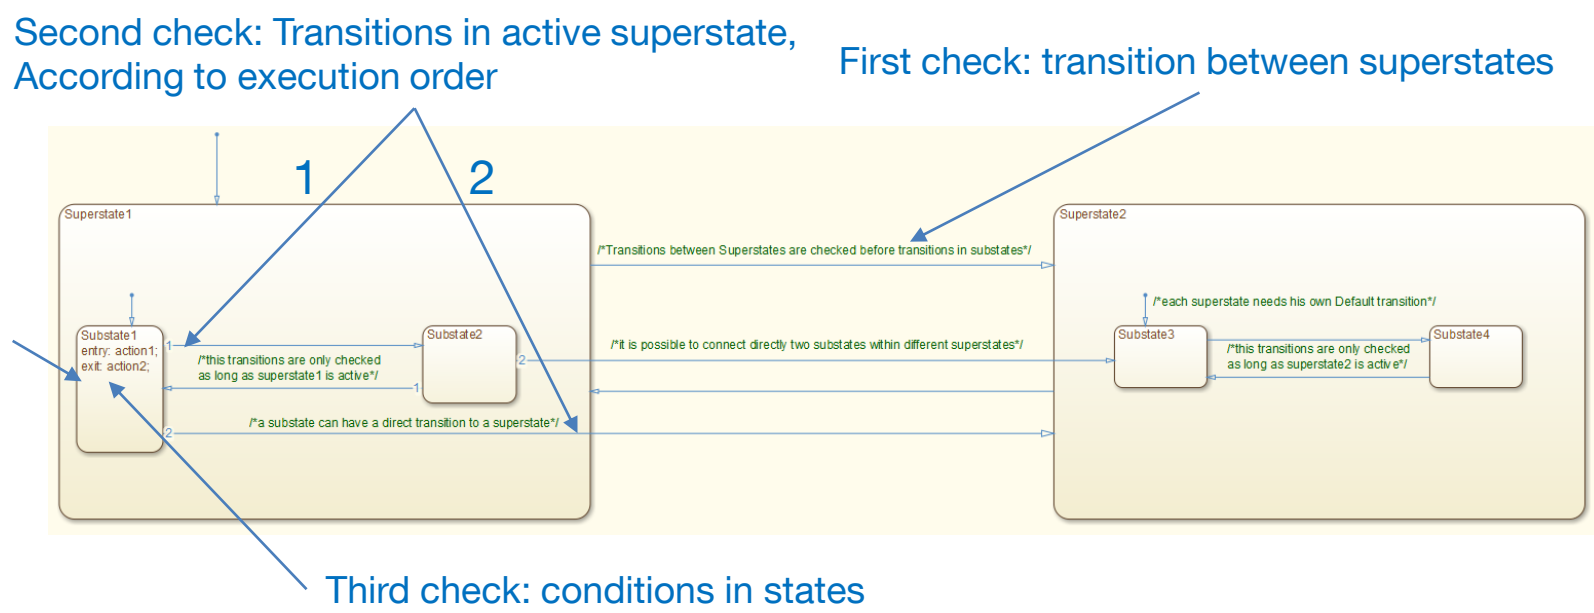 Second check: Transitions in active superstate,
According to execution order
First check: transition between superstates
1
2
Superstate1
Superstate2
/*Transitions between Superstates are checked before transitions in substates*/
/*each superstate needs his own Default transition*/
Substate1
entry: action1;
exit: action2;
1
/*this transitions are only checked
as long as superstate1 is active*/
1
Substate2
2
/*it is possible to connect directly two substates within different superstates*/
Substate3
/*this transitions are only checked
as long as superstate2 is active*/
Substate4
2
/*a substate can have a direct transition to a superstate*/
Third check: conditions in states